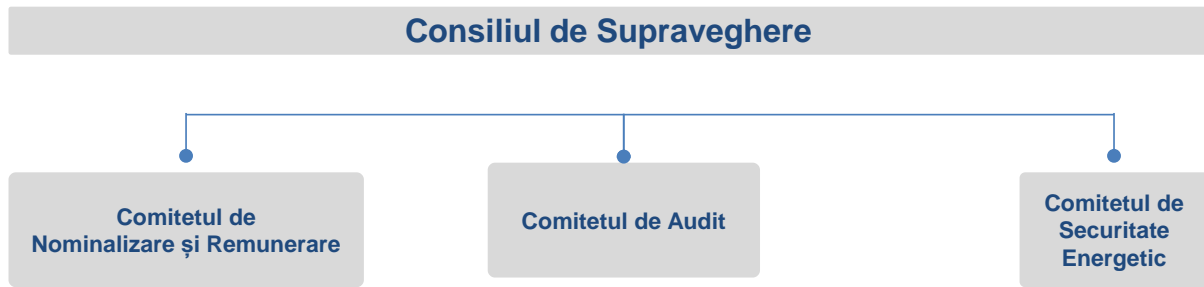 Consiliul de Supraveghere
Comitetul de
Nominalizare și Remunerare
Comitetul de Audit
Comitetul de
Securitate
Energetic